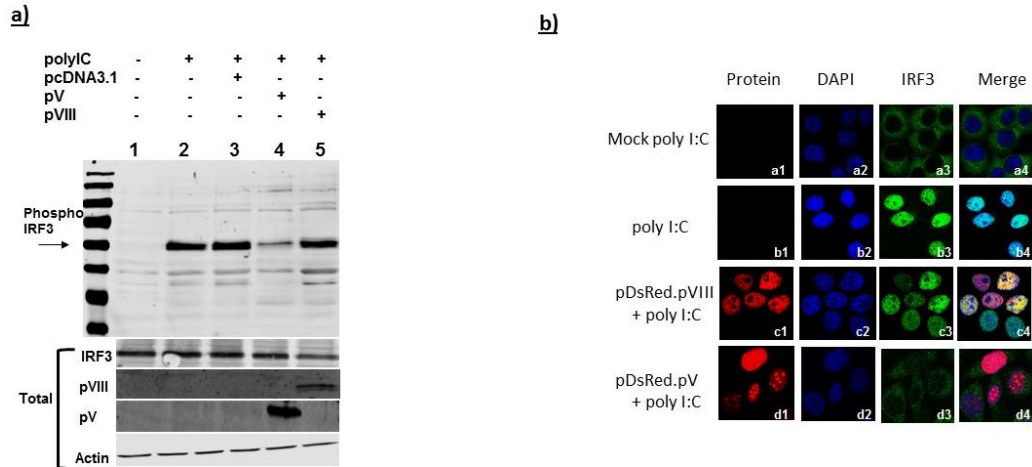 a)
polyIC - + + + +
pcDNA3.1 - - + - -
pV - - - + -
pVIII - - - - +
1 2 3 4 5
Phospho
IRF3
Total
IRF3
pVIII
pV
Actin
b)
Protein DAPI IRF3 Merge
Mock poly I:C
a1 a2 a3 a4
poly I:C
b1 b2 b3 b4
pDsRed.pVIII
+ poly I:C
c1 c2 c3 c4
pDsRed.pV
+ poly I:C
d1 d2 d3 d4